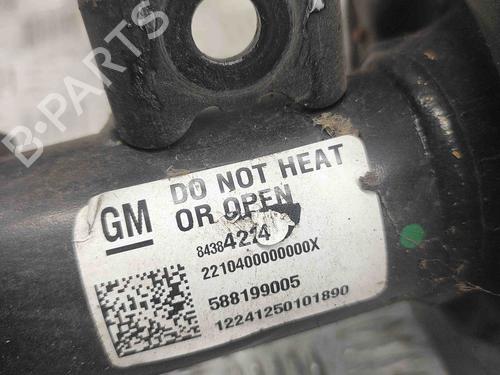 B-PARTS
GM
DO NOT HEAT
OR OPEN
84384214
2210400000000X
588199005
12241250101890